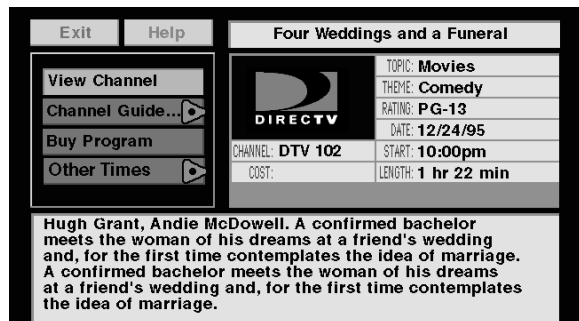 Exit Help
Four Weddings and a Funeral
View Channel
Channel Guide...
Buy Program
Other Times
DIRECTV
CHANNEL: DTV 102
COST:
TOPIC: Movies
THEME: Comedy
RATING: PG-13
DATE: 12/24/95
START: 10:00pm
LENGTH: 1 hr 22 min
Hugh Grant, Andie McDowell. A confirmed bachelor
meets the woman of his dreams at a friend's wedding
and, for the first time contemplates the idea of marriage.
A confirmed bachelor meets the woman of his dreams
at a friend's wedding and, for the first time contemplates
the idea of marriage.